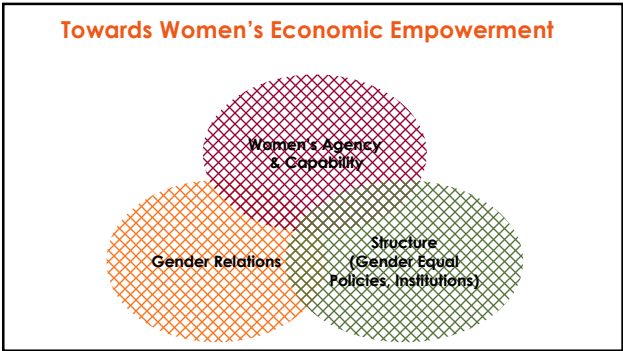 Towards Women's Economic Empowerment
Women's Agency
& Capability
Gender Relations
Structure
(Gender Equal
Policies, Institutions)